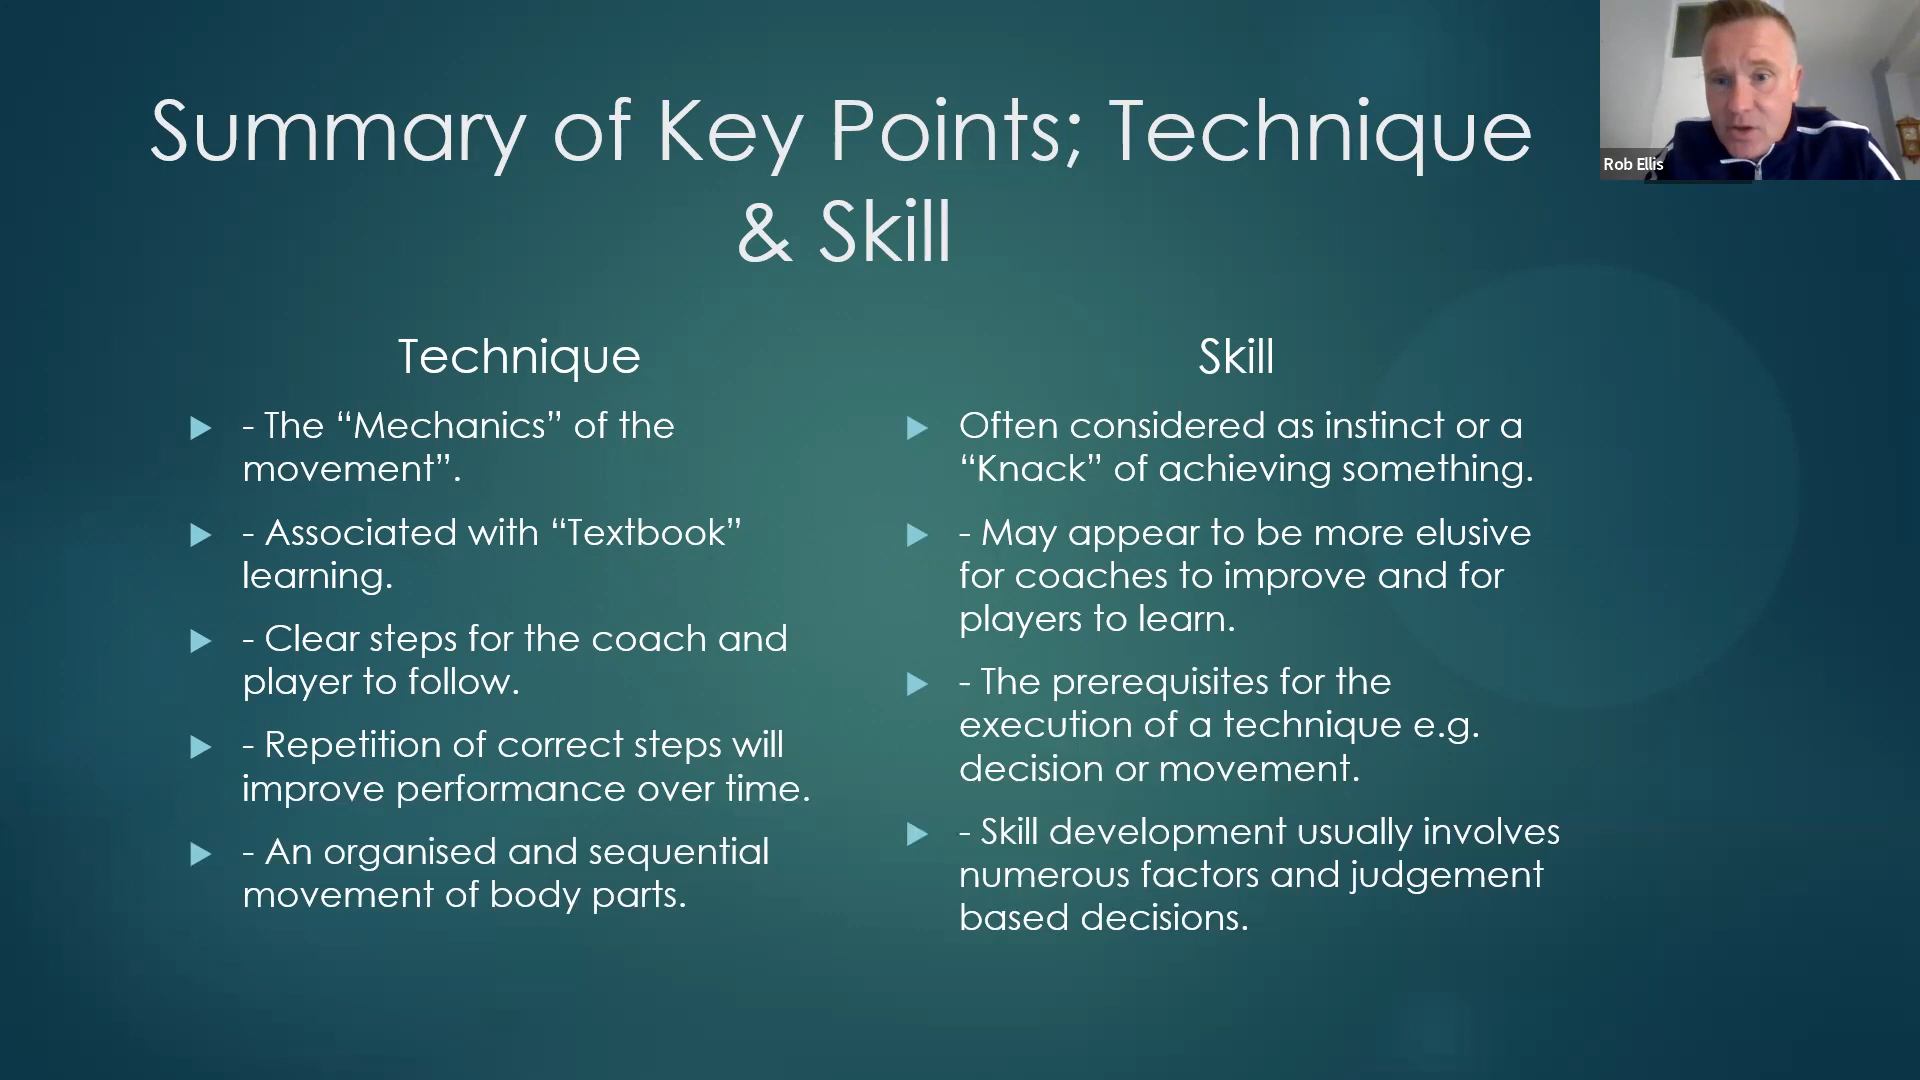 Summary of Key Points; Technique
& Skill
Rob Ellis
Technique
- The “Mechanics” of the
movement”.
- Associated with “Textbook”
learning.
- Clear steps for the coach and
player to follow.
- Repetition of correct steps will
improve performance over time.
- An organised and sequential
movement of body parts.
Skill
Often considered as instinct or a
“Knack” of achieving something.
- May appear to be more elusive
for coaches to improve and for
players to learn.
- The prerequisites for the
execution of a technique e.g.
decision or movement.
- Skill development usually involves
numerous factors and judgement
based decisions.